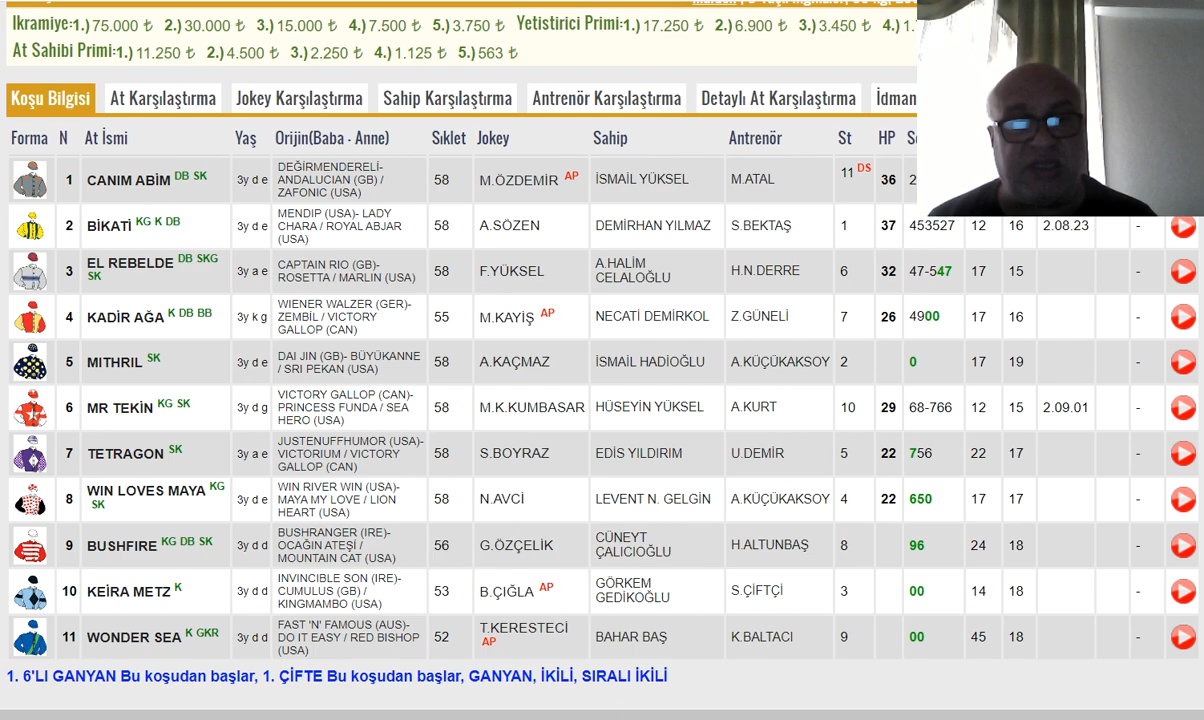 İkramiye:1.) 75.000 ₺ 2.) 30.000 ₺ 3.) 15.000 ₺ 4.) 7.500 ₺ 5.) 3.750 ₺ Yetistirici Primi:1.) 17.250 ₺ 2.) 6.900 ₺ 3.) 3.450 ₺ 4.) 1.
At Sahibi Primi:1.) 11.250 ₺ 2.) 4.500 ₺ 3.) 2.250 ₺ 4.) 1.125 ₺ 5.) 563 ₺
Koşu Bilgisi At Karşılaştırma Jokey Karşılaştırma Sahip Karşılaştırma Antrenör Karşılaştırma Detaylı At Karşılaştırma İdman
Forma N At İsmi Yaş Orijin(Baba - Anne) Sıklet Jokey Sahip Antrenör St HP
1 CANIM ABİM DB SK 3y d e DEĞİRMENDERELİ- ANDALUCIAN (GB) / ZAFONIC (USA) 58 M.ÖZDEMİR AP İSMAİL YÜKSEL M.ATAL 11 DS 36 2
2 BİKATİ KG K DB 3y d e MENDIP (USA)- LADY CHARA / ROYAL ABJAR (USA) 58 A.SÖZEN DEMİRHAN YILMAZ S.BEKTAŞ 1 37 453527 12 16 2.08.23 -
3 EL REBELDE DB SKG SK 3y a e CAPTAIN RIO (GB)- ROSETTA / MARLIN (USA) 58 F.YÜKSEL A.HALİM CELALOĞLU H.N.DERRE 6 32 47-547 17 15 -
4 KADİR AĞA K DB BB 3y k g WIENER WALZER (GER)- ZEMBİL / VICTORY GALLOP (CAN) 55 M.KAYİŞ AP NECATİ DEMİRKOL Z.GÜNELİ 7 26 4900 17 16 -
5 MITHRIL SK 3y d e DAI JIN (GB)- BÜYÜKANNE / SRI PEKAN (USA) 58 A.KAÇMAZ İSMAİL HADİOĞLU A.KÜÇÜKAKSOY 2 0 17 19 -
6 MR TEKİN KG SK 3y d g VICTORY GALLOP (CAN)- PRINCESS FUNDA / SEA HERO (USA) 58 M.K.KUMBASAR HÜSEYİN YÜKSEL A.KURT 10 29 68-766 12 15 2.09.01 -
7 TETRAGON SK 3y a e JUSTENUFFHUMOR (USA)- VICTORIUM / VICTORY GALLOP (CAN) 58 S.BOYRAZ EDİS YILDIRIM U.DEMİR 5 22 756 22 17 -
8 WIN LOVES MAYA KG SK 3y d e WIN RIVER WIN (USA)- MAYA MY LOVE / LION HEART (USA) 58 N.AVCİ LEVENT N. GELGİN A.KÜÇÜKAKSOY 4 22 650 17 17 -
9 BUSHFIRE KG DB SK 3y d d BUSHRANGER (IRE)- OCAĞIN ATEŞİ / MOUNTAIN CAT (USA) 56 G.ÖZÇELİK CÜNEYT ÇALICIOĞLU H.ALTUNBAŞ 8 96 24 18 -
10 KEİRA METZ K 3y d d INVINCIBLE SON (IRE)- CUMULUS (GB) / KINGMAMBO (USA) 53 B.ÇIĞLA AP GÖRKEM GEDİKOĞLU S.ÇİFTÇİ 3 00 14 18 -
11 WONDER SEA K GKR 3y d d FAST 'N' FAMOUS (AUS)- DO IT EASY / RED BISHOP (USA) 52 T.KERESTECİ AP BAHAR BAŞ K.BALTACI 9 00 45 18 -
1. 6'LI GANYAN Bu koşudan başlar, 1. ÇİFTE Bu koşudan başlar, GANYAN, İKİLİ, SIRALI İKİLİ